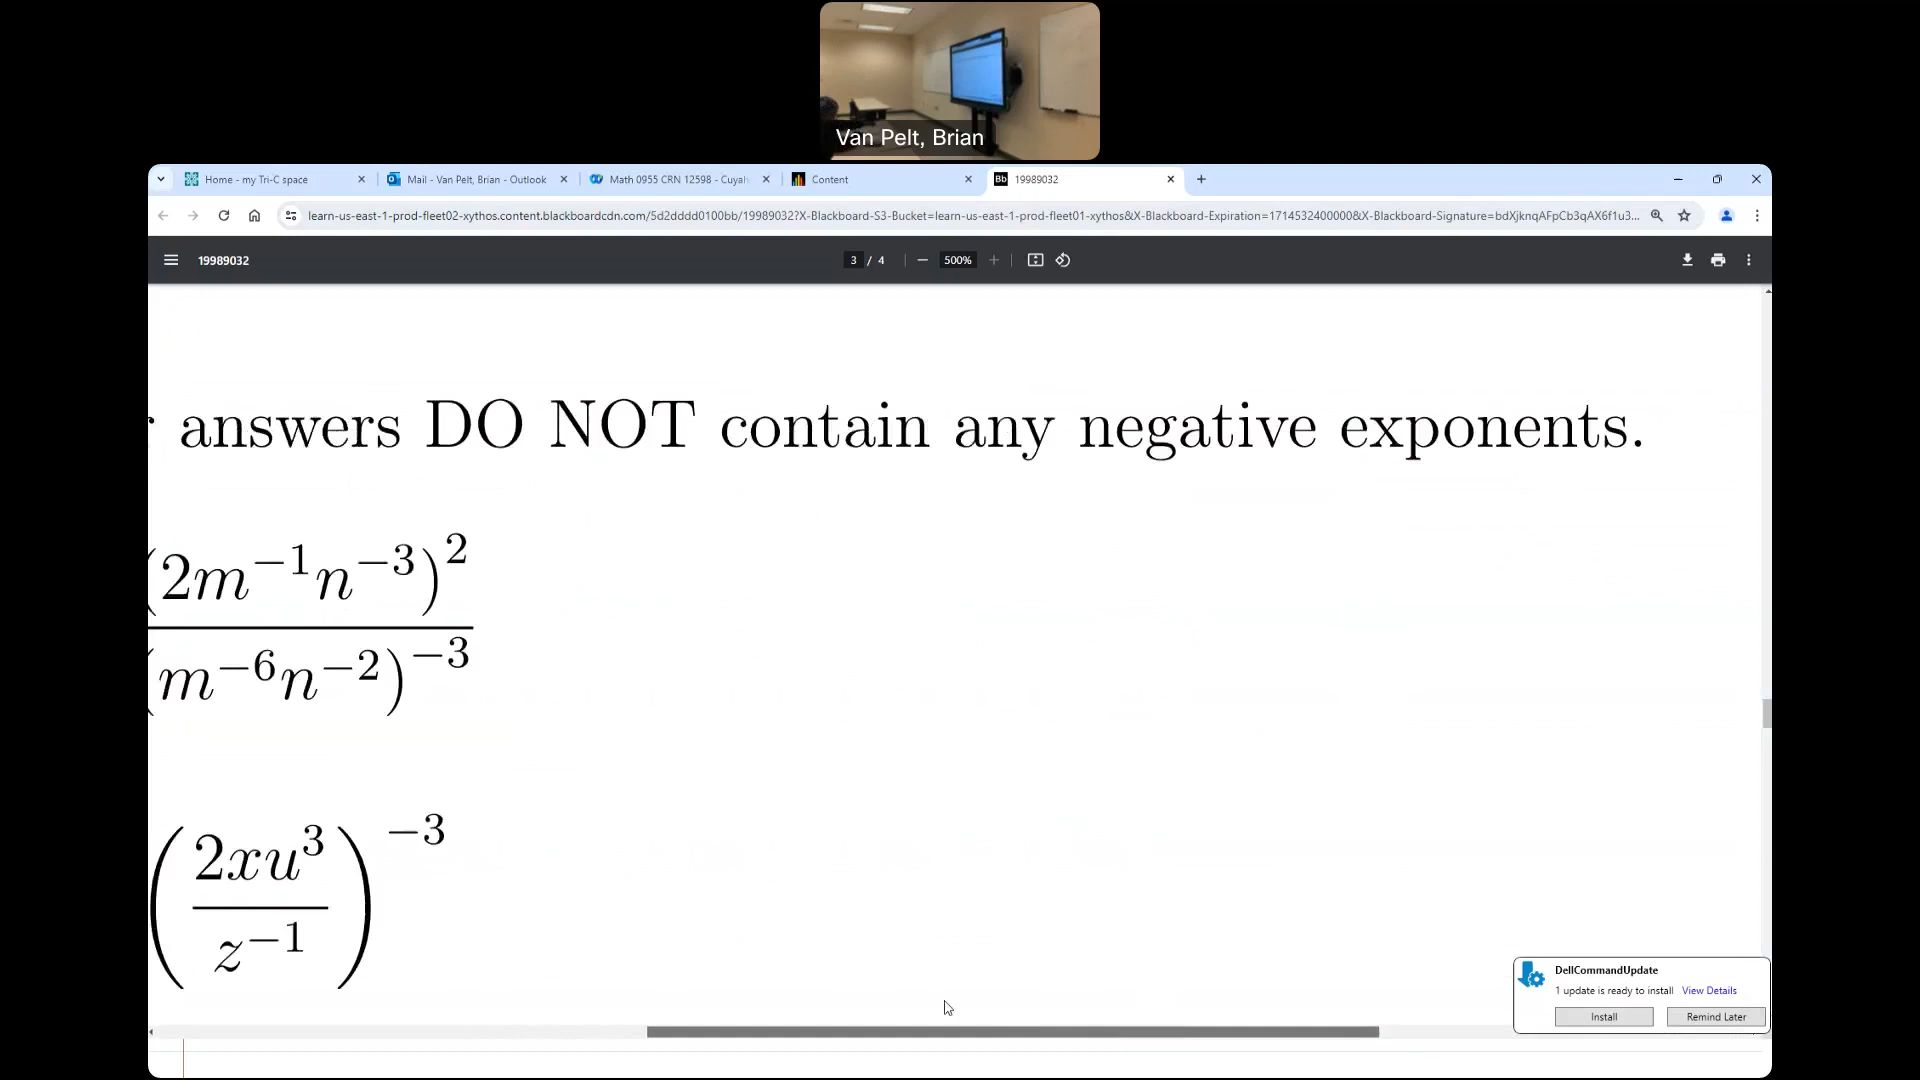 Van Pelt, Brian
Home - my Tri-C space
Mail - Van Pelt, Brian - Outlook
Math 0955 CRN 12598 - Cuyah
Content
Bb 19989032
learn-us-east-1-prod-fleet02-xythos.content.blackboardcdn.com/5d2dddd0100bb/19989032?X-Blackboard-S3-Bucket=learn-us-east-1-prod-fleet01-xythos&X-Blackboard-Expiration=1714532400000&X-Blackboard-Signature=bdXjknqAFpCb3qAX6f1u3...
19989032
3 / 4
500%
answers DO NOT contain any negative exponents.
(2m^{-1}n^{-3})^2
(m^{-6}n^{-2})^{-3}
(2xu^3 / z^{-1})^{-3}
DellCommandUpdate
1 update is ready to install View Details
Install Remind Later